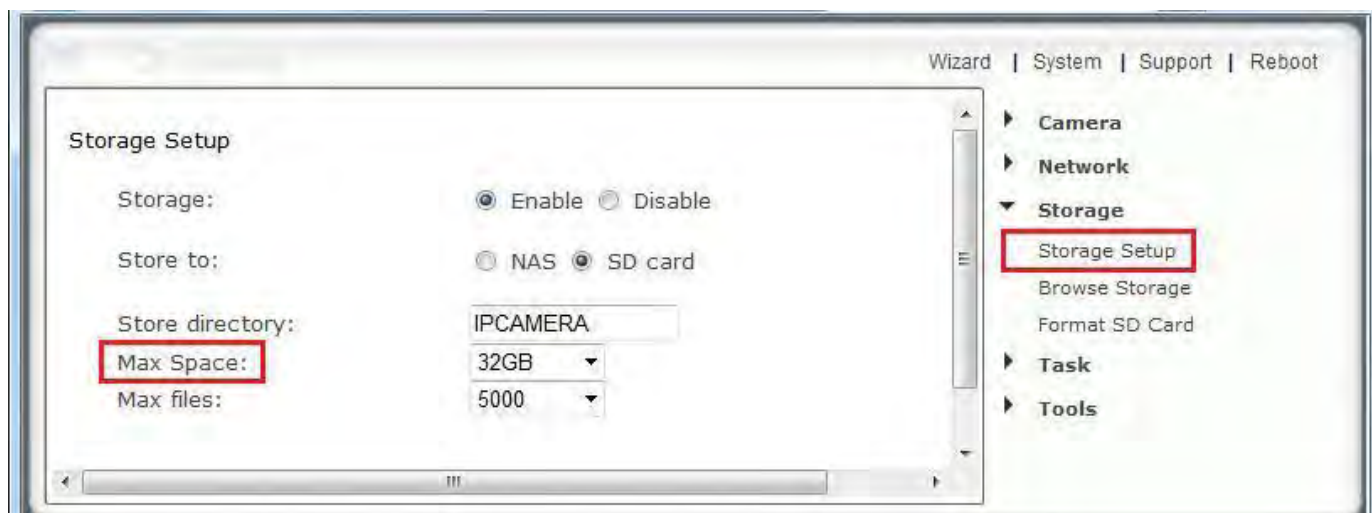 Wizard | System | Support | Reboot
Storage Setup
Storage: Enable Disable
Store to: NAS SD card
Store directory: IPCAMERA
Max Space: 32GB
Max files: 5000
Camera
Network
Storage
Storage Setup
Browse Storage
Format SD Card
Task
Tools